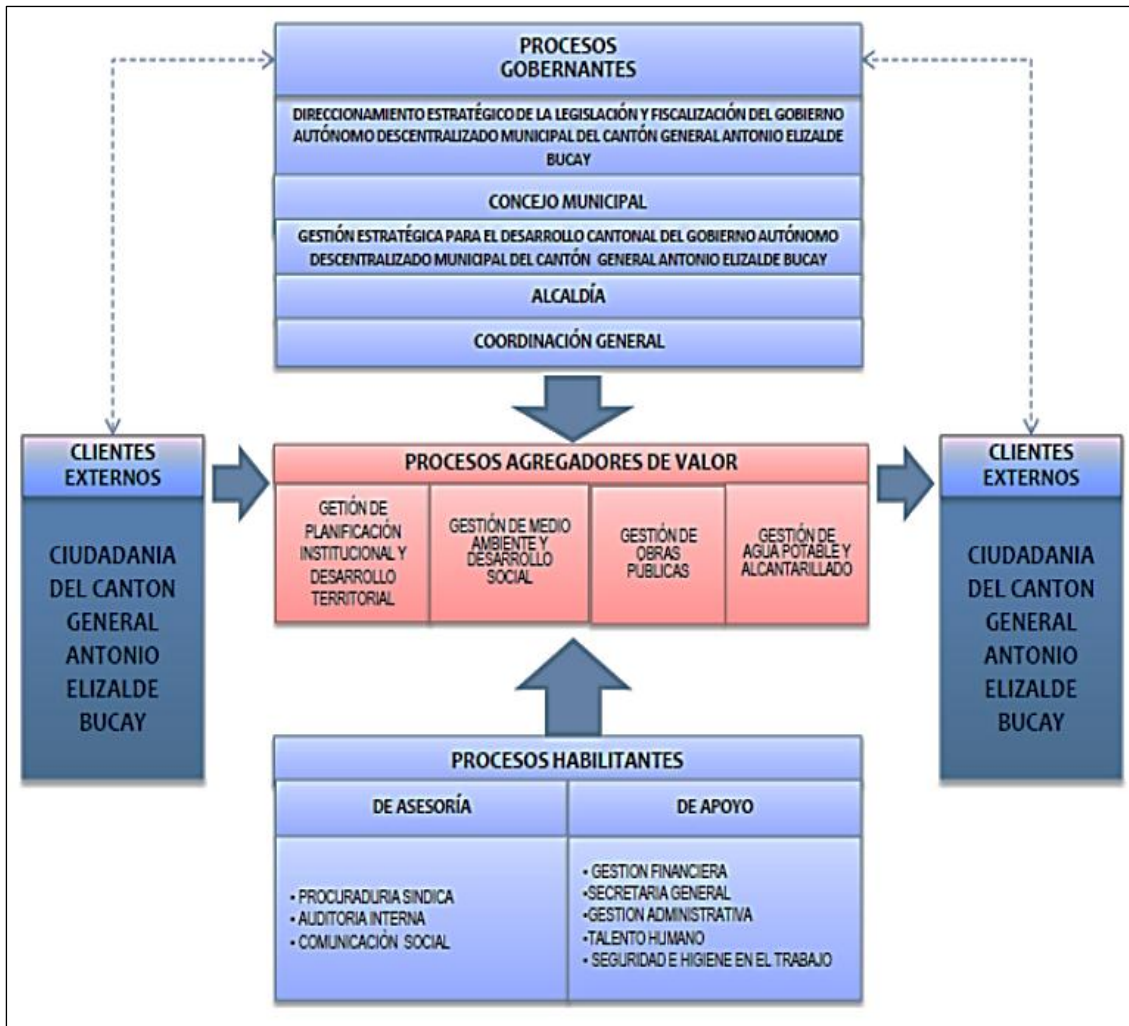 PROCESOS
GOBERNANTES
DIRECCIONAMIENTO ESTRATÉGICO DE LA LEGISLACIÓN Y FISCALIZACIÓN DEL GOBIERNO
AUTÓNOMO DESCENTRALIZADO MUNICIPAL DEL CANTÓN GENERAL ANTONIO ELIZALDE
BUCAY
CONCEJO MUNICIPAL
GESTIÓN ESTRATÉGICA PARA EL DESARROLLO CANTONAL DEL GOBIERNO AUTÓNOMO
DESCENTRALIZADO MUNICIPAL DEL CANTÓN GENERAL ANTONIO ELIZALDE BUCAY
ALCALDÍA
COORDINACIÓN GENERAL
CLIENTES
EXTERNOS
CIUDADANIA
DEL CANTON
GENERAL
ANTONIO
ELIZALDE
BUCAY
PROCESOS AGREGADORES DE VALOR
GETIÓN DE
PLANIFICACIÓN
INSTITUCIONAL Y
DESARROLLO
TERRITORIAL
GESTIÓN DE MEDIO
AMBIENTE Y
DESARROLLO
SOCIAL
GESTIÓN DE
OBRAS
PÚBLICAS
GESTIÓN DE
AGUA POTABLE Y
ALCANTARILLADO
CLIENTES
EXTERNOS
CIUDADANIA
DEL CANTON
GENERAL
ANTONIO
ELIZALDE
BUCAY
PROCESOS HABILITANTES
DE ASESORÍA
• PROCURADURIA SINDICA
• AUDITORIA INTERNA
• COMUNICACIÓN SOCIAL
DE APOYO
• GESTION FINANCIERA
•SECRETARIA GENERAL
•GESTION ADMINISTRATIVA
•TALENTO HUMANO
• SEGURIDAD E HIGIENE EN EL TRABAJO